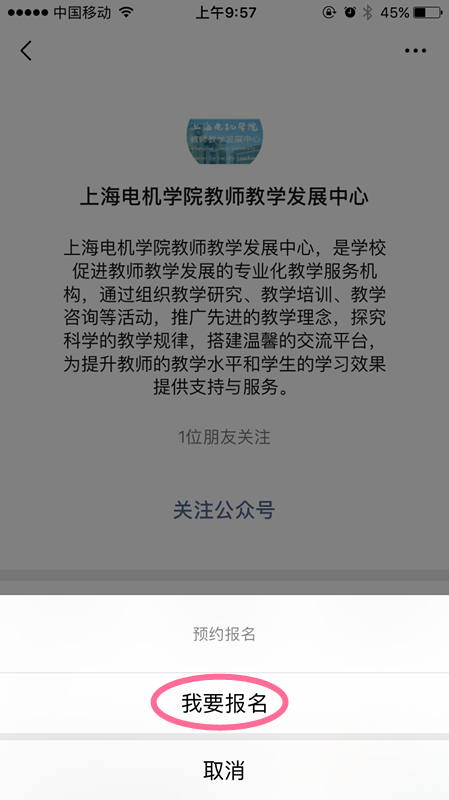 中国移动 上午9:57 45%
上海电机学院
教师教学发展中心
上海电机学院教师教学发展中心
上海电机学院教师教学发展中心，是学校
促进教师教学发展的专业化教学服务机
构，通过组织教学研究、教学培训、教学
咨询等活动，推广先进的教学理念，探究
科学的教学规律，搭建温馨的交流平台，
为提升教师的教学水平和学生的学习效果
提供支持与服务。
1位朋友关注
关注公众号
预约报名
我要报名
取消